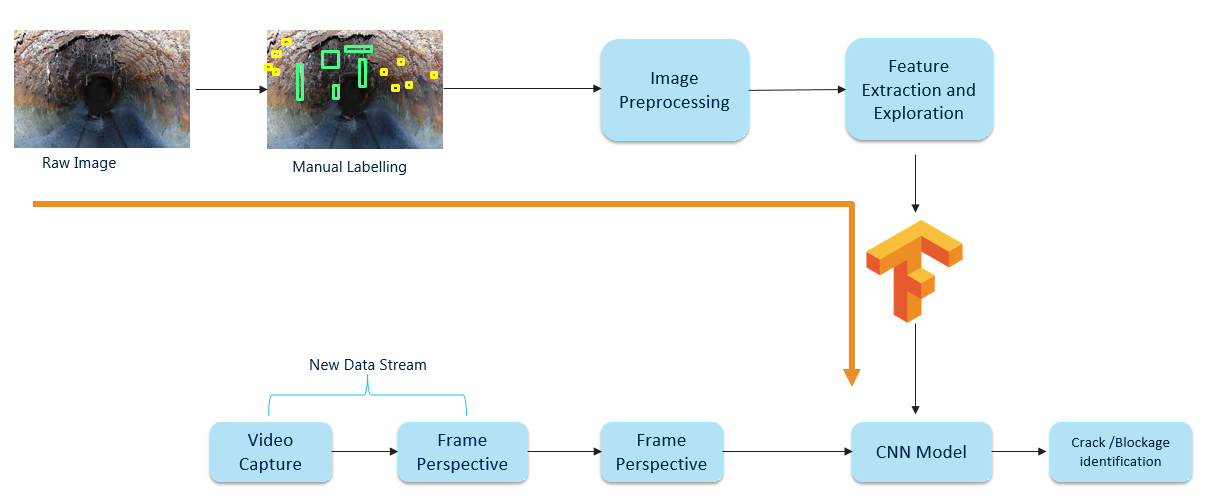 Raw Image
Manual Labelling
Image
Preprocessing
Feature
Extraction and
Exploration
New Data Stream
Video
Capture
Frame
Perspective
Frame
Perspective
CNN Model
Crack /Blockage
identification